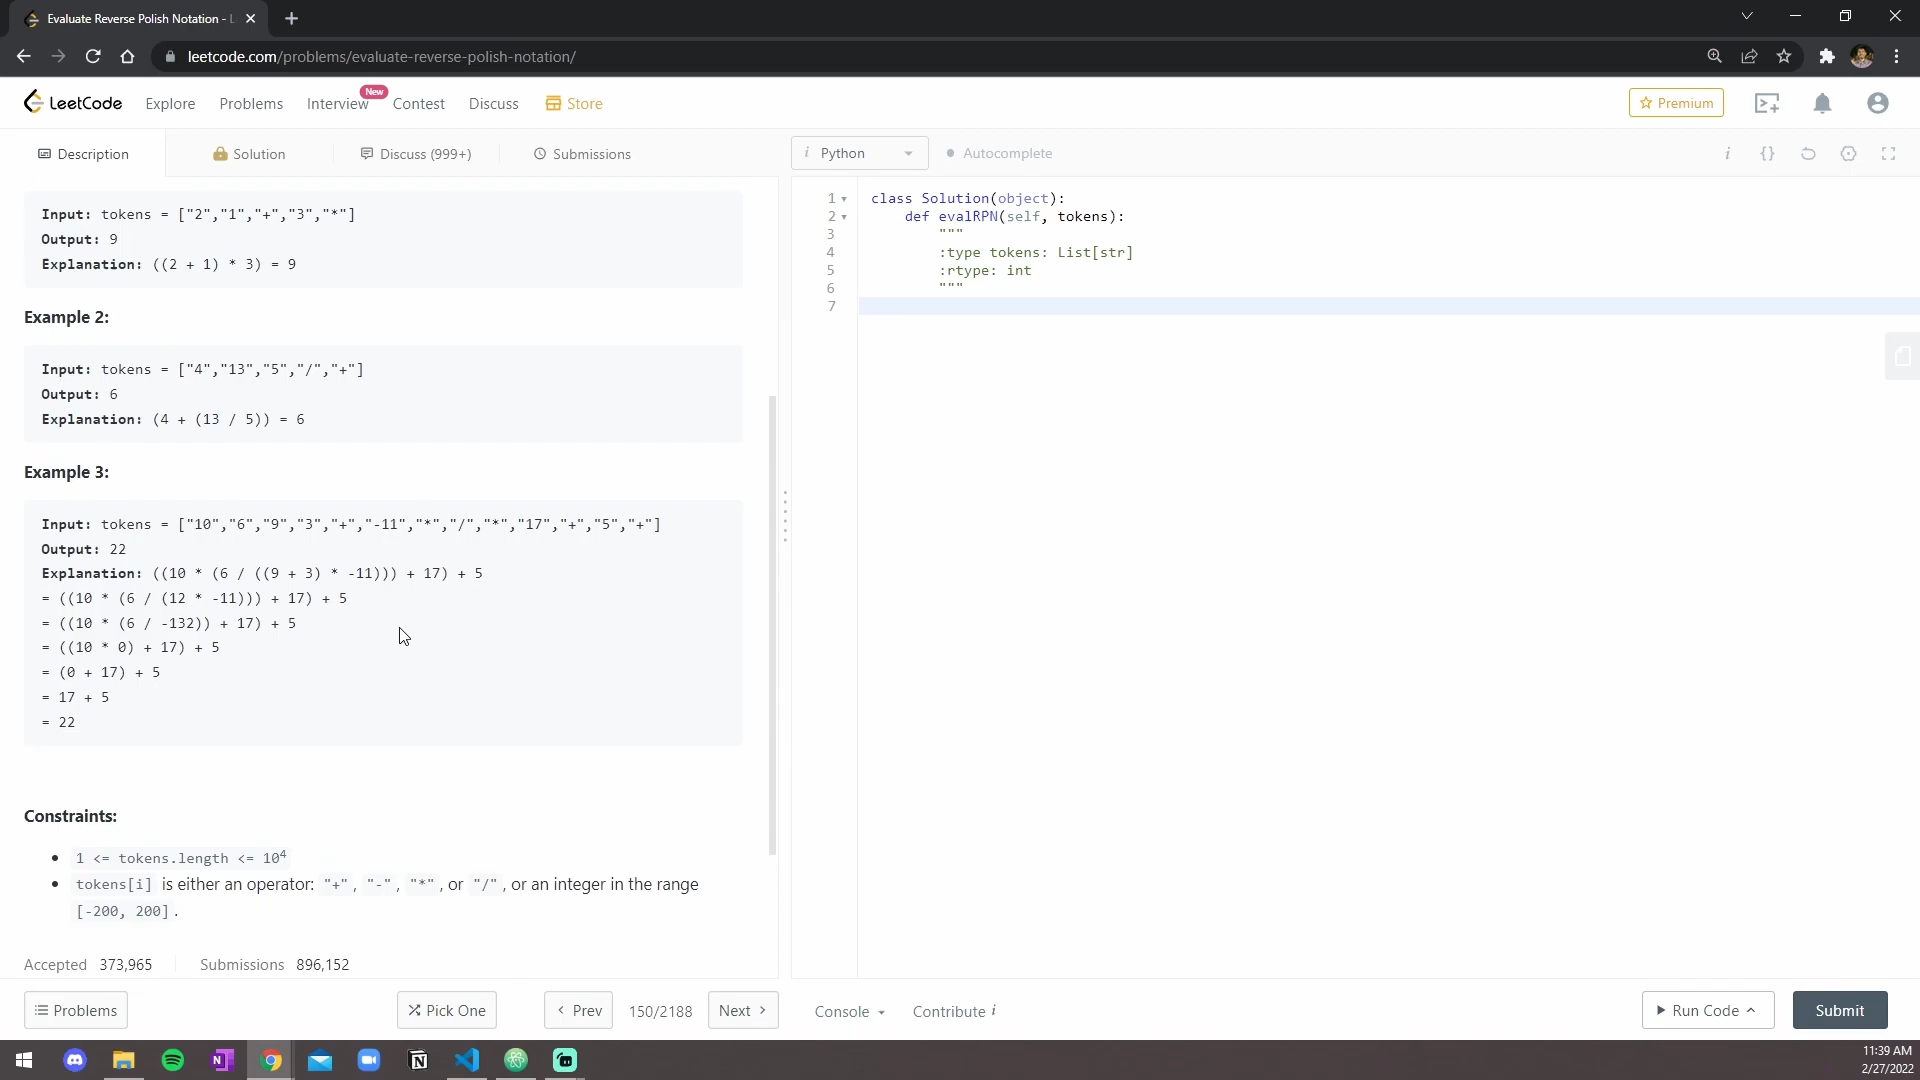 Evaluate Reverse Polish Notation - L
leetcode.com/problems/evaluate-reverse-polish-notation/
LeetCode
Explore
Problems
Interview
New
Contest
Discuss
Store
Premium
Description
Solution
Discuss (999+)
Submissions
i Python
Autocomplete
i
{}
Input: tokens = ["2","1","+","3","*"]
Output: 9
Explanation: ((2 + 1) * 3) = 9
Example 2:
Input: tokens = ["4","13","5","/","+"]
Output: 6
Explanation: (4 + (13 / 5)) = 6
Example 3:
Input: tokens = ["10","6","9","3","+","-11","*","/","*","17","+","5","+"]
Output: 22
Explanation: ((10 * (6 / ((9 + 3) * -11))) + 17) + 5
= ((10 * (6 / (12 * -11))) + 17) + 5
= ((10 * (6 / -132)) + 17) + 5
= ((10 * 0) + 17) + 5
= (0 + 17) + 5
= 17 + 5
= 22
Constraints:
• 1 <= tokens.length <= 10⁴
• tokens[i] is either an operator: "+", "-", "*", or "/", or an integer in the range
[-200, 200].
Accepted 373,965
Submissions 896,152
1 class Solution(object):
2 def evalRPN(self, tokens):
3 """
4 :type tokens: List[str]
5 :rtype: int
6 """
7
Problems
Pick One
< Prev
150/2188
Next >
Console
Contribute i
Run Code
Submit
11:39 AM
2/27/2022